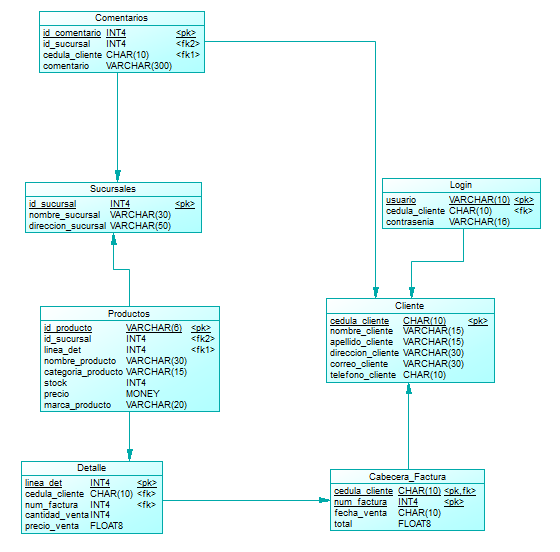 Comentarios
id_comentario INT4 <pk>
id_sucursal INT4 <fk2>
cedula_cliente CHAR(10) <fk1>
comentario VARCHAR(300)
Sucursales
id_sucursal INT4 <pk>
nombre_sucursal VARCHAR(30)
direccion_sucursal VARCHAR(50)
Login
usuario VARCHAR(10) <pk>
cedula_cliente CHAR(10) <fk>
contrasenia VARCHAR(16)
Productos
id_producto VARCHAR(6) <pk>
id_sucursal INT4 <fk2>
linea_det INT4 <fk1>
nombre_producto VARCHAR(30)
categoria_producto VARCHAR(15)
stock INT4
precio MONEY
marca_producto VARCHAR(20)
Cliente
cedula_cliente CHAR(10) <pk>
nombre_cliente VARCHAR(15)
apellido_cliente VARCHAR(15)
direccion_cliente VARCHAR(30)
correo_cliente VARCHAR(30)
telefono_cliente CHAR(10)
Detalle
linea_det INT4 <pk>
cedula_cliente CHAR(10) <fk>
num_factura INT4 <fk>
cantidad_venta INT4
precio_venta FLOAT8
Cabecera_Factura
cedula_cliente CHAR(10) <pk,fk>
num_factura INT4 <pk>
fecha_venta CHAR(10)
total FLOAT8